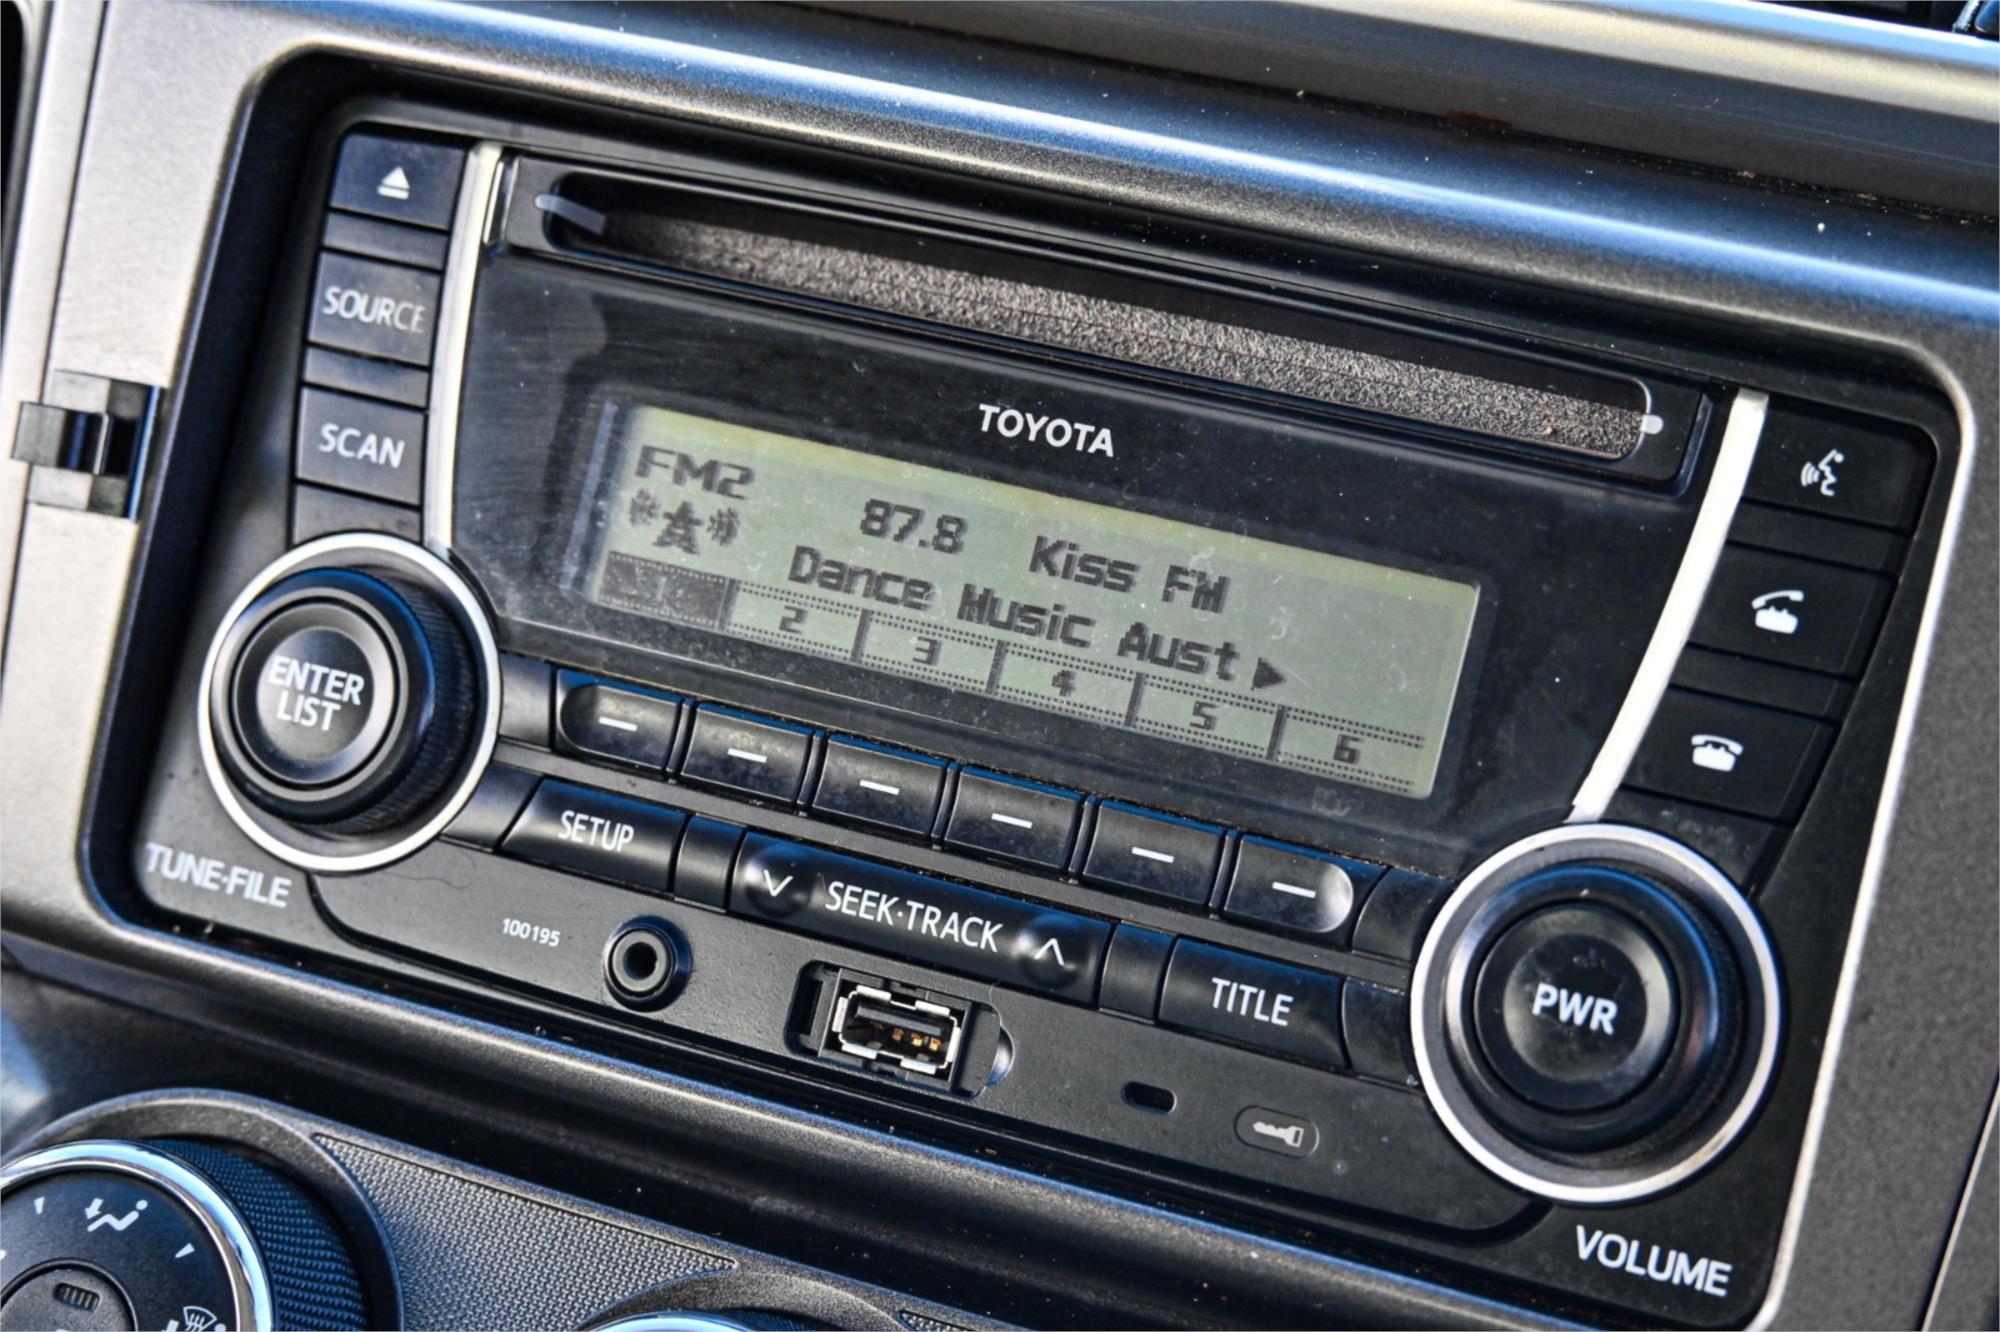 SOURCE
SCAN
TOYOTA
FM2
87.8 Kiss FM
Dance Music Aust
1 2 3 4 5 6
ENTER
LIST
SETUP
SEEK·TRACK
TITLE
PWR
TUNE·FILE
100195
VOLUME